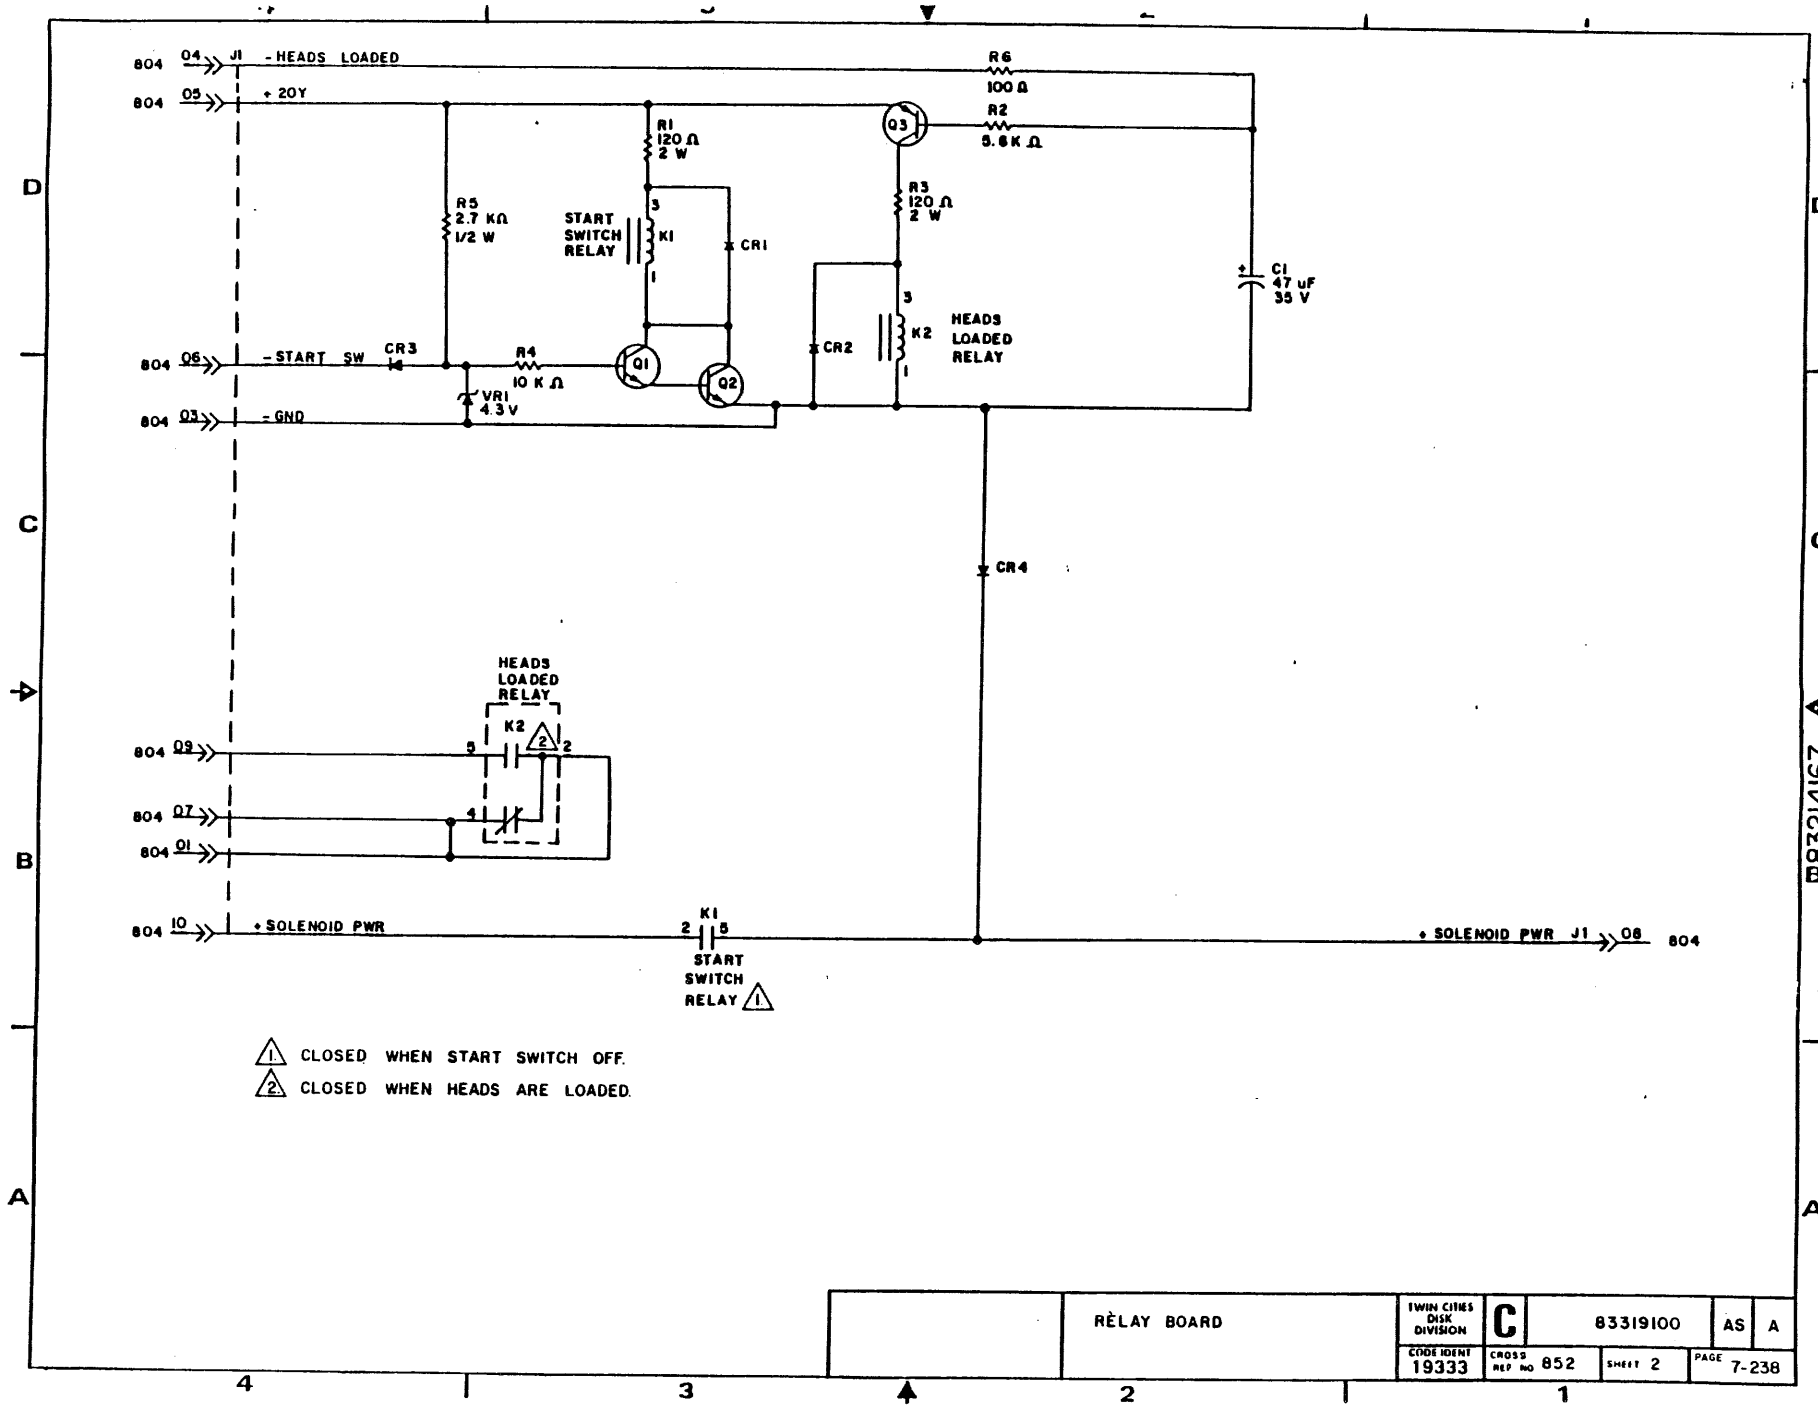 804 04 J1 -HEADS LOADED
R6
100 Ω
804 05 + 20Y
R2
5.6K Ω
Q3
R1
120 Ω
2 W
D
R3
120 Ω
2 W
R5
2.7 KΩ
1/2 W
START
SWITCH
RELAY
3
K1
1
CR1
+ C1
47 uF
35 V
3
K2
1
HEADS
LOADED
RELAY
CR2
804 06 -START SW CR3
R4
10 K Ω
Q1
Q2
VR1
4.3 V
804 03 -GND
C
CR4
HEADS
LOADED
RELAY
K2
804 09 5 2 2
804 07 4
804 01
B
B
804 10 + SOLENOID PWR 2 K1 5
START
SWITCH
RELAY 1.
+ SOLENOID PWR J1 08 804
1. CLOSED WHEN START SWITCH OFF.
2. CLOSED WHEN HEADS ARE LOADED.
A
A
RELAY BOARD
TWIN CITIES
DISK
DIVISION
C 83319100 AS A
CODE IDENT
19333
CROSS
REF NO 852
SHEET 2
PAGE 7-238
4 3 2 1